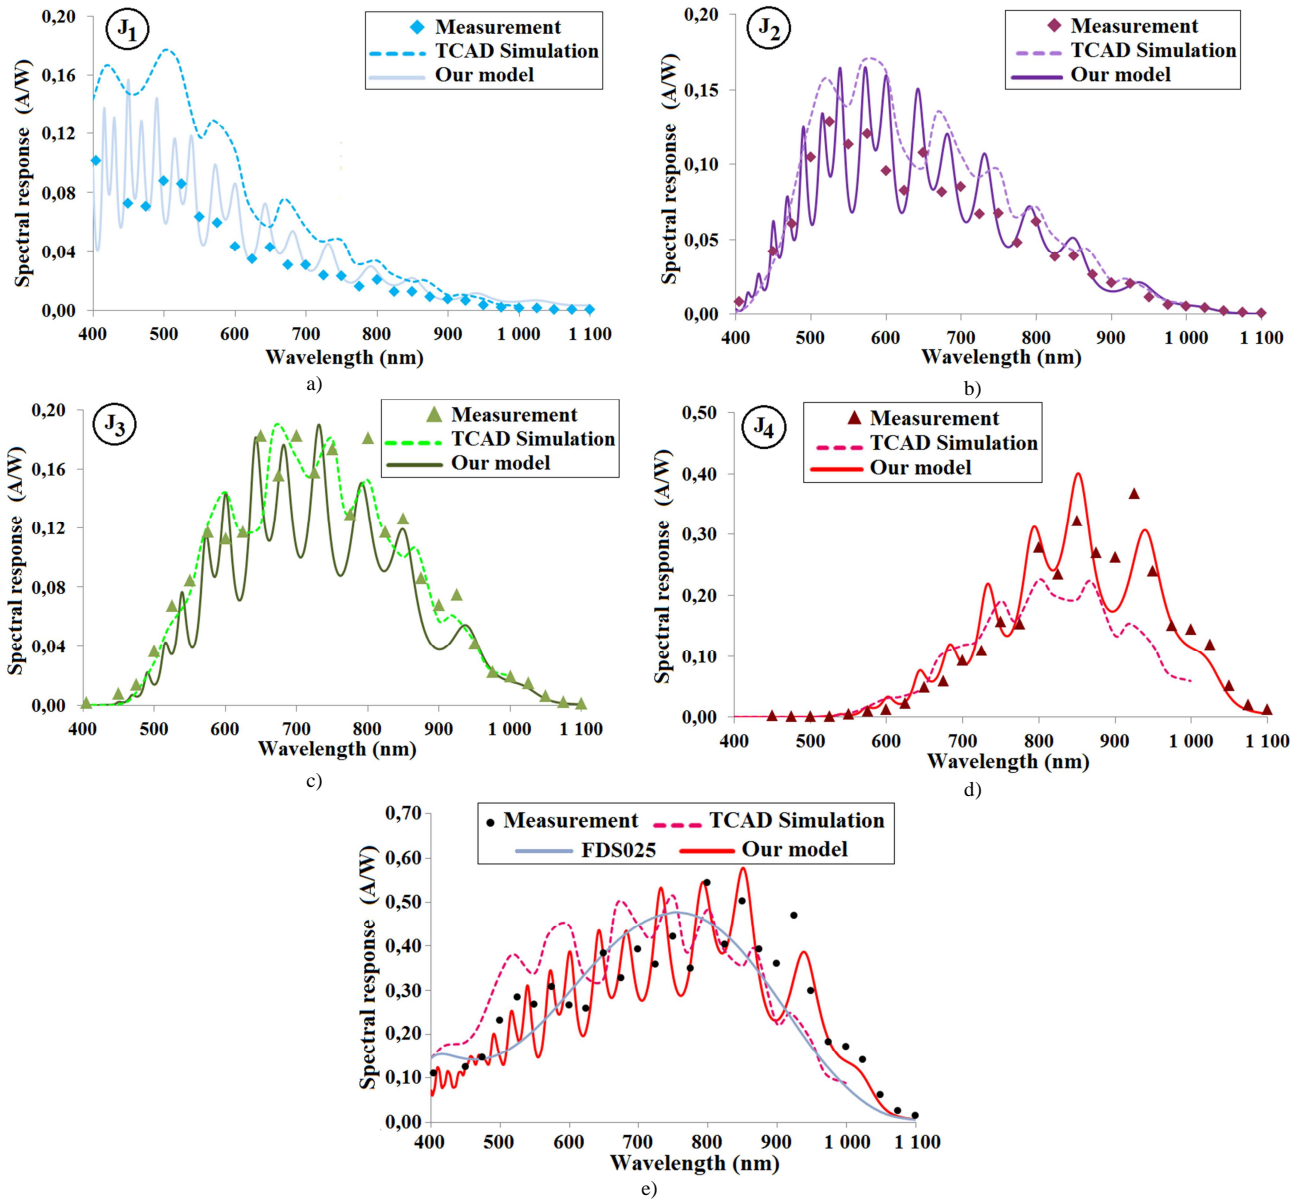 J1
Measurement
TCAD Simulation
Our model
Spectral response (A/W)
0,20
0,16
0,12
0,08
0,04
0,00
400 500 600 700 800 900 1 000 1 100
Wavelength (nm)
a)
J2
Measurement
TCAD Simulation
Our model
Spectral response (A/W)
0,20
0,15
0,10
0,05
0,00
400 500 600 700 800 900 1 000 1 100
Wavelength (nm)
b)
J3
Measurement
TCAD Simulation
Our model
Spectral response (A/W)
0,20
0,16
0,12
0,08
0,04
0,00
400 500 600 700 800 900 1 000 1 100
Wavelength (nm)
c)
J4
Measurement
TCAD Simulation
Our model
Spectral response (A/W)
0,50
0,40
0,30
0,20
0,10
0,00
400 500 600 700 800 900 1 000 1 100
Wavelength (nm)
d)
Measurement TCAD Simulation
FDS025 Our model
Spectral response (A/W)
0,70
0,60
0,50
0,40
0,30
0,20
0,10
0,00
400 500 600 700 800 900 1 000 1 100
Wavelength (nm)
e)